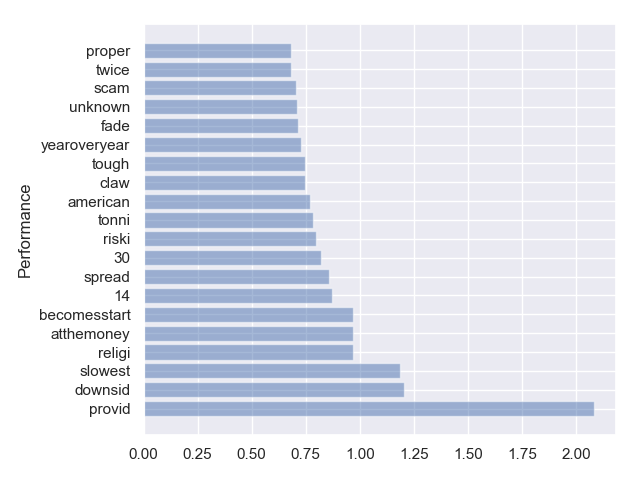 proper
twice
scam
unknown
fade
yearoveryear
tough
claw
american
tonni
riski
30
spread
14
becomesstart
atthemoney
religi
slowest
downsid
provid
Performance
0.00 0.25 0.50 0.75 1.00 1.25 1.50 1.75 2.00